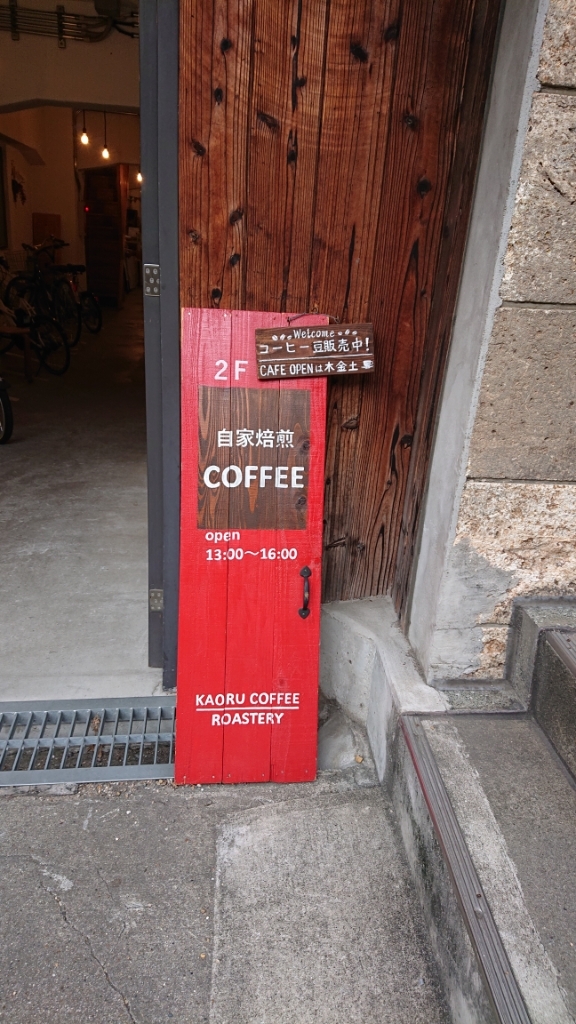 Welcome
コーヒー豆販売中!
CAFE OPENは木金土
2F
自家焙煎
COFFEE
open
13:00～16:00
KAORU COFFEE
ROASTERY